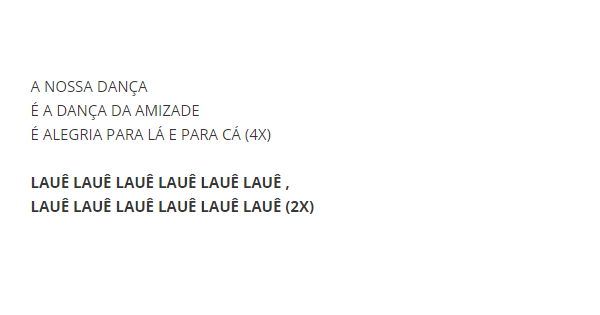 A NOSSA DANÇA
É A DANÇA DA AMIZADE
É ALEGRIA PARA LÁ E PARA CÁ (4X)
LAUÊ LAUÊ LAUÊ LAUÊ LAUÊ LAUÊ ,
LAUÊ LAUÊ LAUÊ LAUÊ LAUÊ LAUÊ (2X)